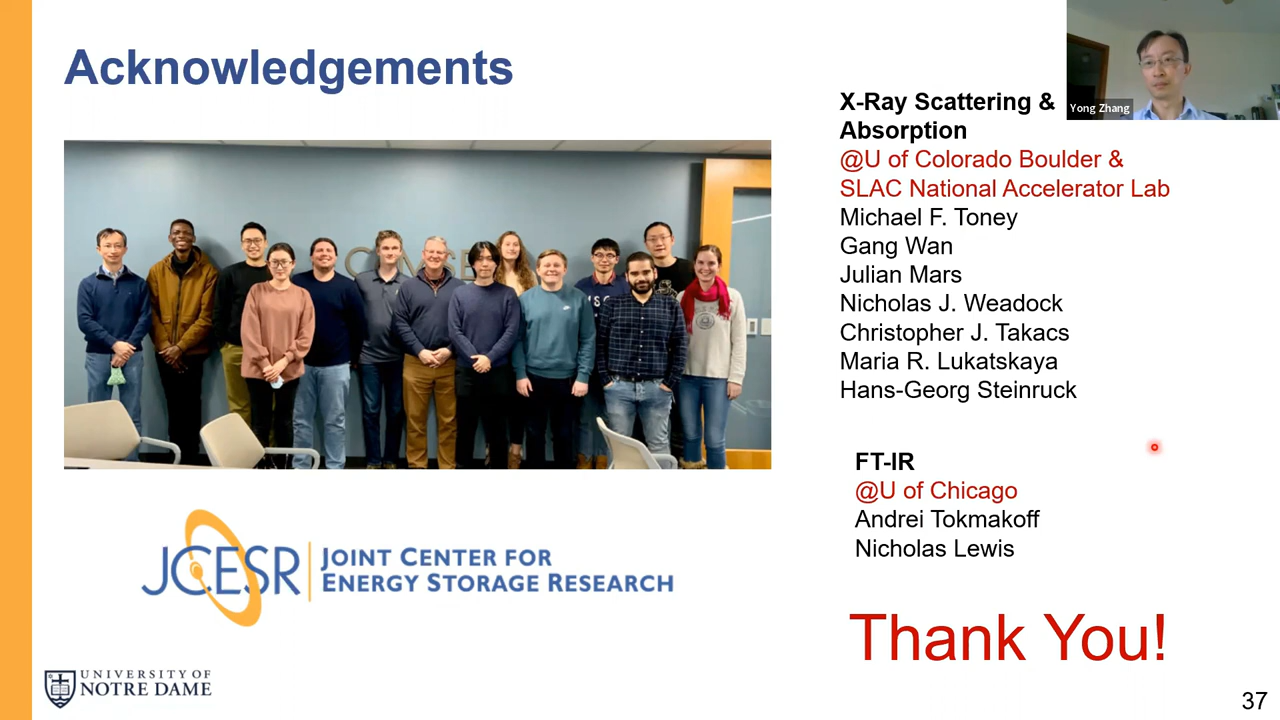 Acknowledgements
Yong Zhang
X-Ray Scattering &
Absorption
@U of Colorado Boulder &
SLAC National Accelerator Lab
Michael F. Toney
Gang Wan
Julian Mars
Nicholas J. Weadock
Christopher J. Takacs
Maria R. Lukatskaya
Hans-Georg Steinruck
FT-IR
@U of Chicago
Andrei Tokmakoff
Nicholas Lewis
JCESR
JOINT CENTER FOR
ENERGY STORAGE RESEARCH
Thank You!
UNIVERSITY OF
NOTRE DAME
37